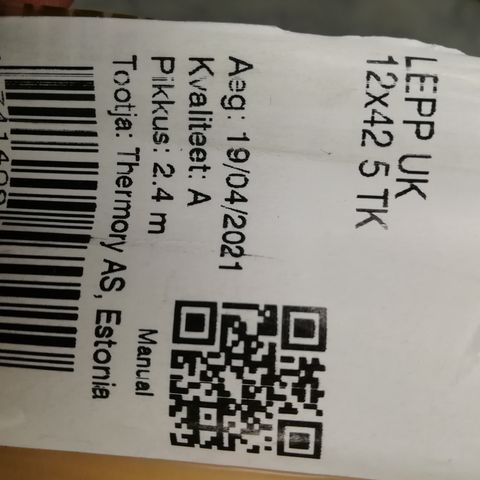 LEPP UK
12x42 5 TK
Aeg: 19/04/2021
Kvaliteet: A
Pikkus: 2.4 m
Tootja: Thermory AS, Estonia
Manual